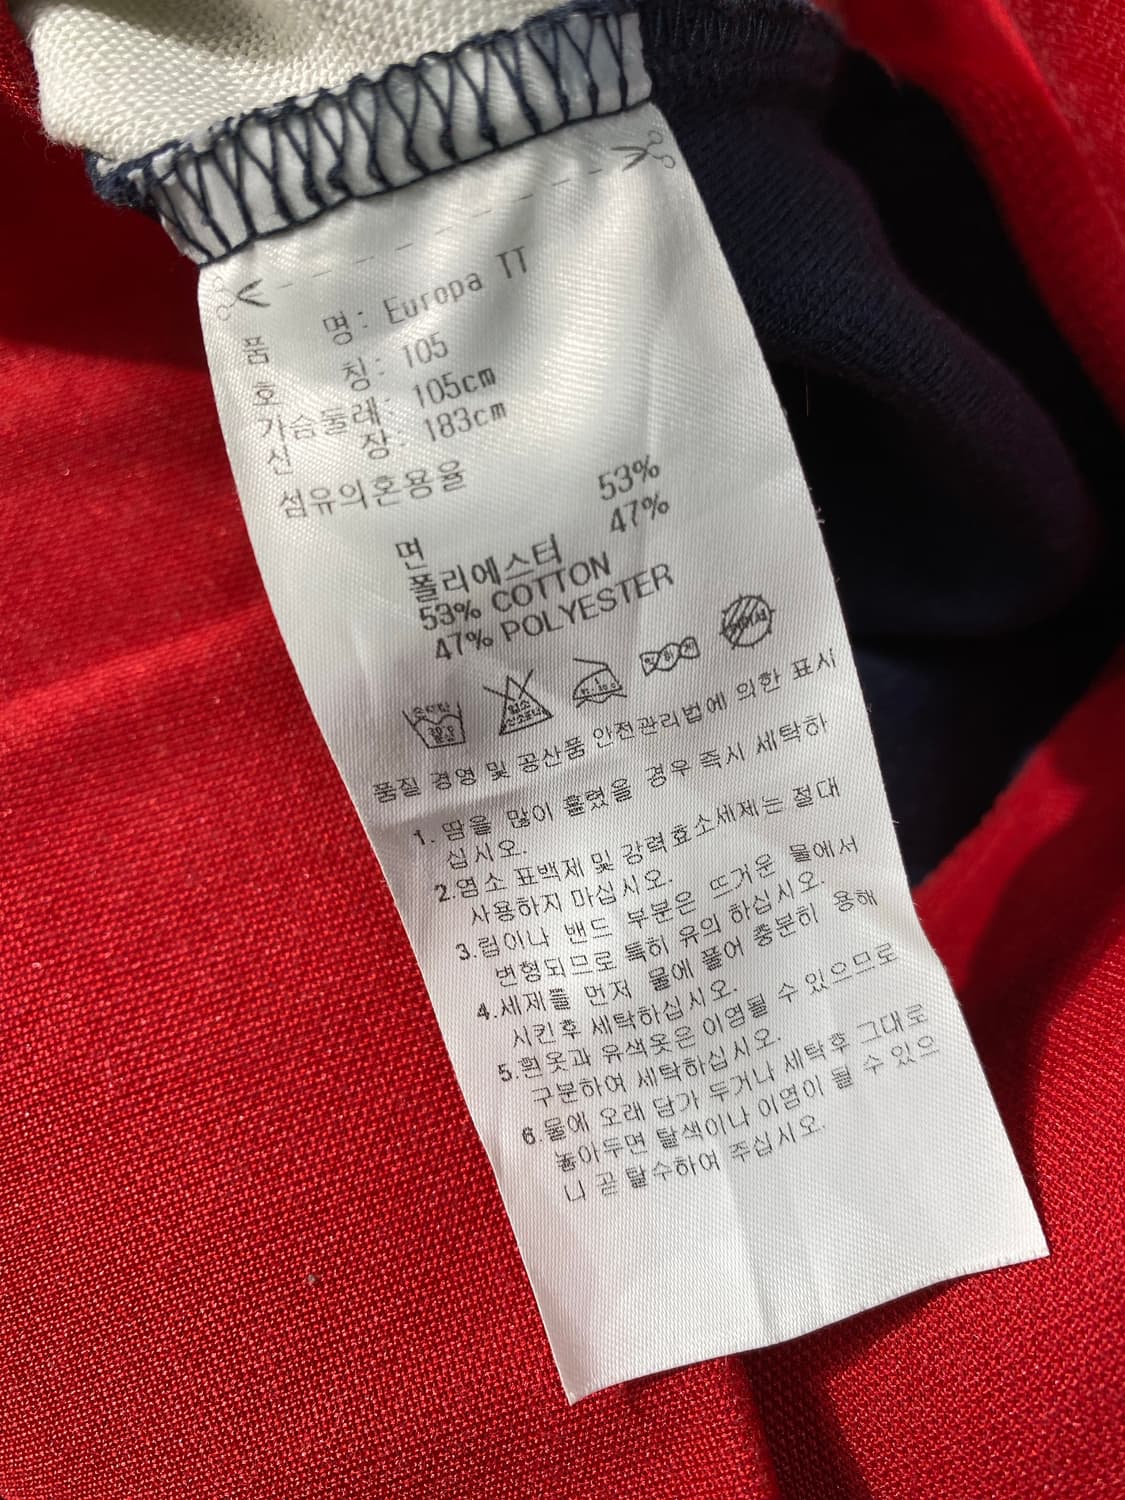 품 명: Europa TT
호 칭: 105
가슴둘레: 105cm
신 장: 183cm
섬유의혼용율
면 53%
폴리에스터 47%
53% COTTON
47% POLYESTER
품질 경영 및 공산품 안전관리법에 의한 표시
1. 땀을 많이 흘렸을 경우 즉시 세탁하
십시오.
2.염소 표백제 및 강력효소세제는 절대
사용하지 마십시오.
3.럽이나 밴드 부분은 뜨거운 물에서
변형되므로 특히 유의 하십시오.
4.세제를 먼저 물에 풀어 충분히 용해
시킨후 세탁하십시오.
5.흰옷과 유색옷은 이염될 수 있으므로
구분하여 세탁하십시오.
6.물에 오래 담가 두거나 세탁후 그대로
놓아두면 탈색이나 이염이 될 수 있으
니 곧 탈수하여 주십시오.